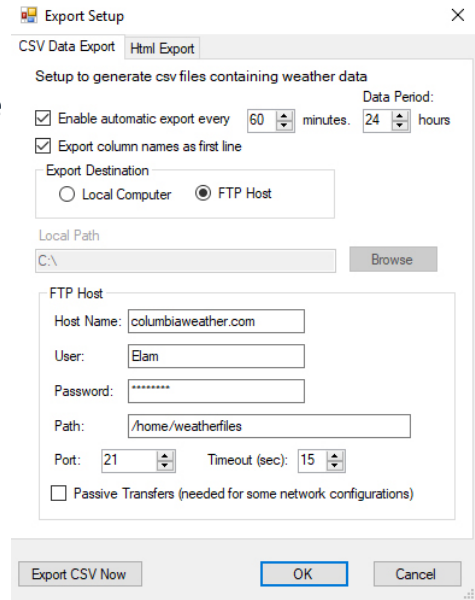 Export Setup
CSV Data Export Html Export
Setup to generate csv files containing weather data
Data Period:
Enable automatic export every 60 minutes. 24 hours
Export column names as first line
Export Destination
Local Computer FTP Host
Local Path
C:\ Browse
FTP Host
Host Name: columbiaweather.com
User: Elam
Password: ********
Path: /home/weatherfiles
Port: 21 Timeout (sec): 15
Passive Transfers (needed for some network configurations)
Export CSV Now OK Cancel